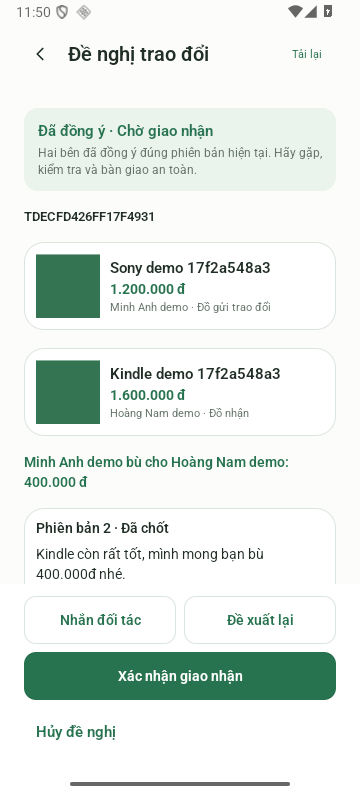 11:50
Đề nghị trao đổi
Tải lại
Đã đồng ý · Chờ giao nhận
Hai bên đã đồng ý đúng phiên bản hiện tại. Hãy gặp,
kiểm tra và bàn giao an toàn.
TDECFD426FF17F4931
Sony demo 17f2a548a3
1.200.000 đ
Minh Anh demo · Đồ gửi trao đổi
Kindle demo 17f2a548a3
1.600.000 đ
Hoàng Nam demo · Đồ nhận
Minh Anh demo bù cho Hoàng Nam demo:
400.000 đ
Phiên bản 2 · Đã chốt
Kindle còn rất tốt, mình mong bạn bù
400.000đ nhé.
Nhắn đối tác
Đề xuất lại
Xác nhận giao nhận
Hủy đề nghị